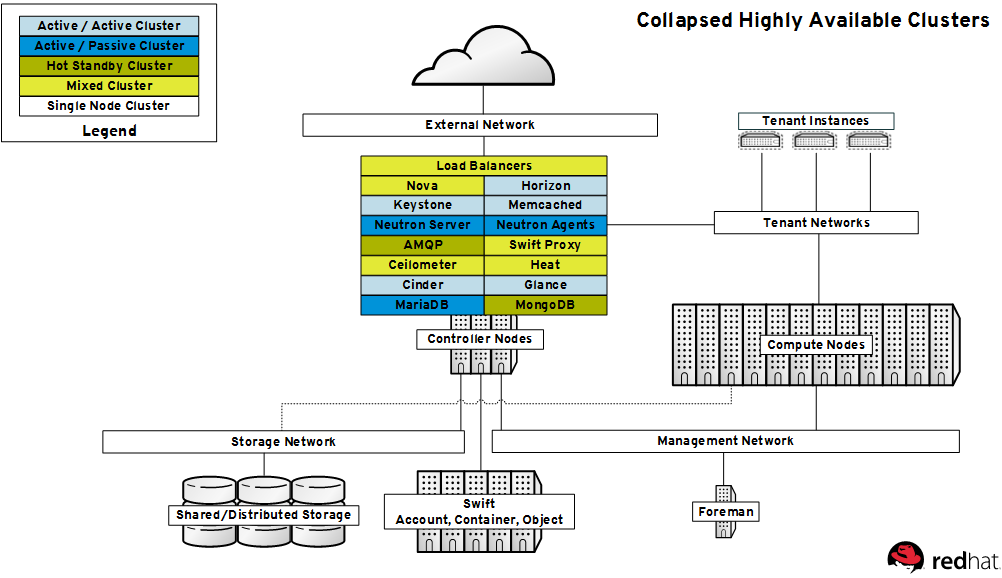 Collapsed Highly Available Clusters
Active / Active Cluster
Active / Passive Cluster
Hot Standby Cluster
Mixed Cluster
Single Node Cluster
Legend
External Network
Tenant Instances
Load Balancers
Nova
Horizon
Keystone
Memcached
Neutron Server
Neutron Agents
AMQP
Swift Proxy
Ceilometer
Heat
Cinder
Glance
MariaDB
MongoDB
Tenant Networks
Controller Nodes
Compute Nodes
Storage Network
Management Network
Shared/Distributed Storage
Swift
Account, Container, Object
Foreman
redhat